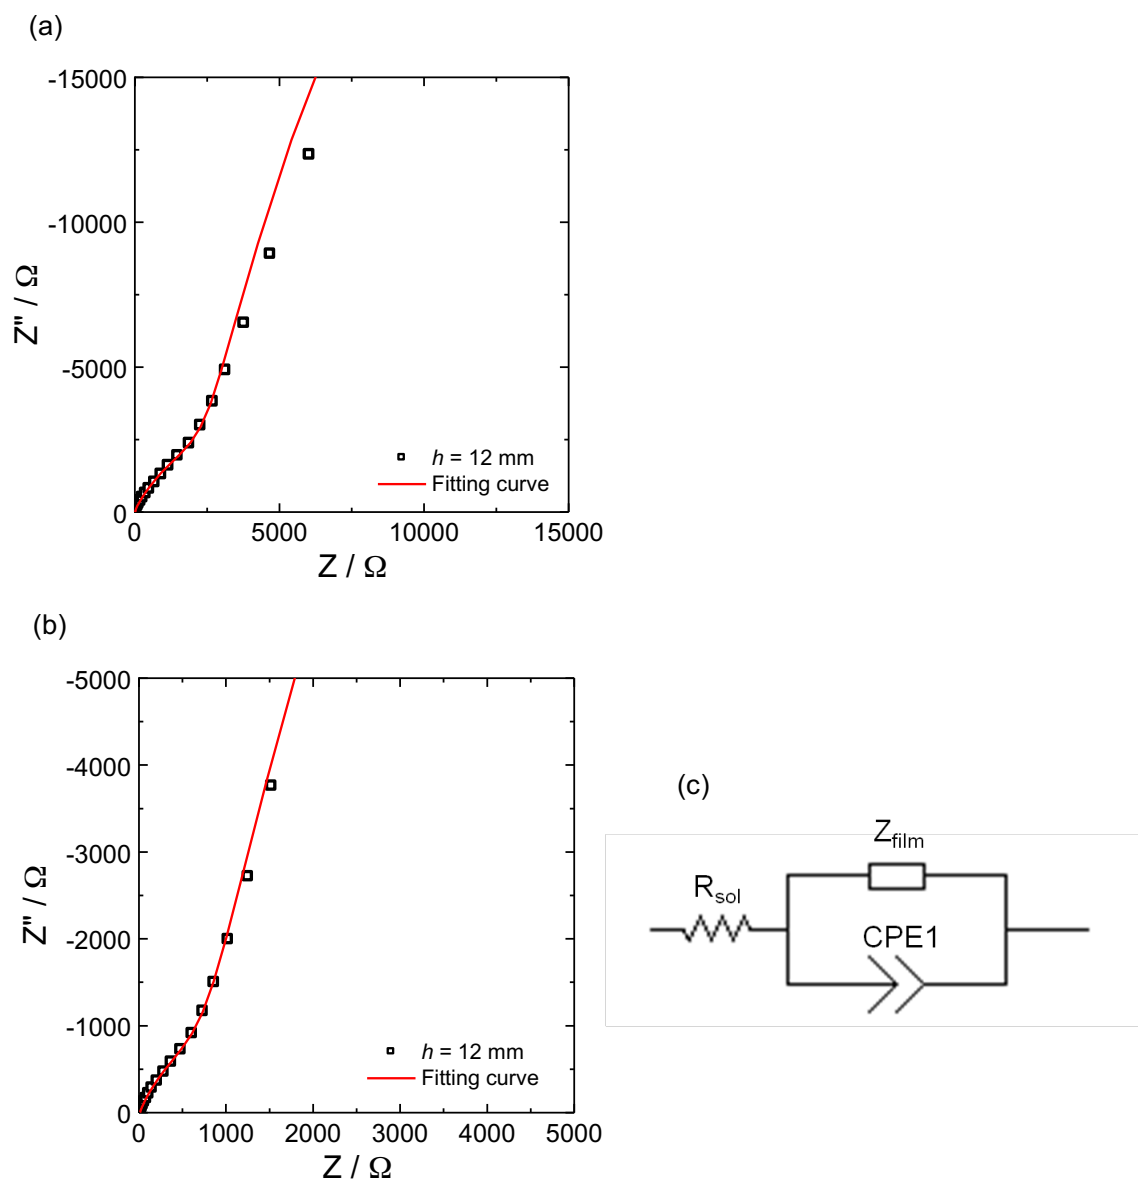 (a)
-15000
-10000
-5000
0
Z" / Ω
h = 12 mm
Fitting curve
0
5000
10000
15000
Z / Ω
(b)
-5000
-4000
-3000
-2000
-1000
0
Z" / Ω
h = 12 mm
Fitting curve
0
1000
2000
3000
4000
5000
Z / Ω
(c)
Zfilm
Rsol
CPE1